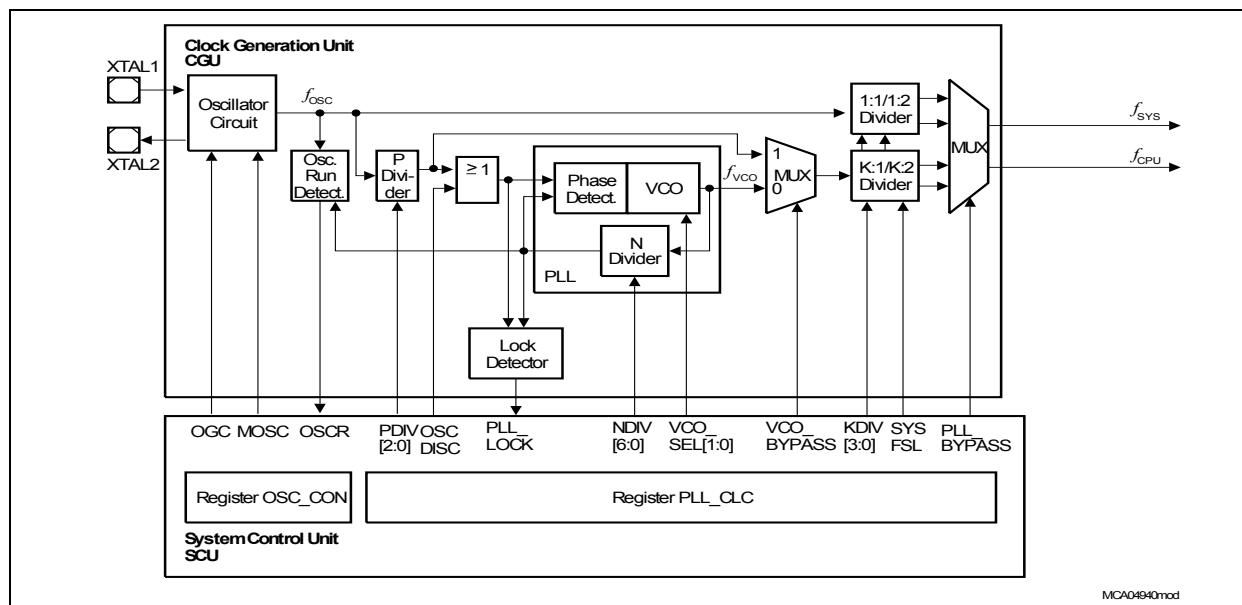 Clock Generation Unit
CGU
XTAL1
XTAL2
Oscillator
Circuit
fOSC
Osc.
Run
Detect.
P
Divi-
der
≥ 1
Phase
Detect.
VCO
fVCO
N
Divider
PLL
Lock
Detector
1
MUX
0
1:1/1:2
Divider
K:1/K:2
Divider
MUX
fSYS
fCPU
OGC
MOSC
OSCR
PDIV
[2:0]
OSC
DISC
PLL_
LOCK
NDIV
[6:0]
VCO_
SEL[1:0]
VCO_
BYPASS
KDIV
[3:0]
SYS
FSL
PLL_
BYPASS
Register OSC_CON
Register PLL_CLC
System Control Unit
SCU
MCA04940mod